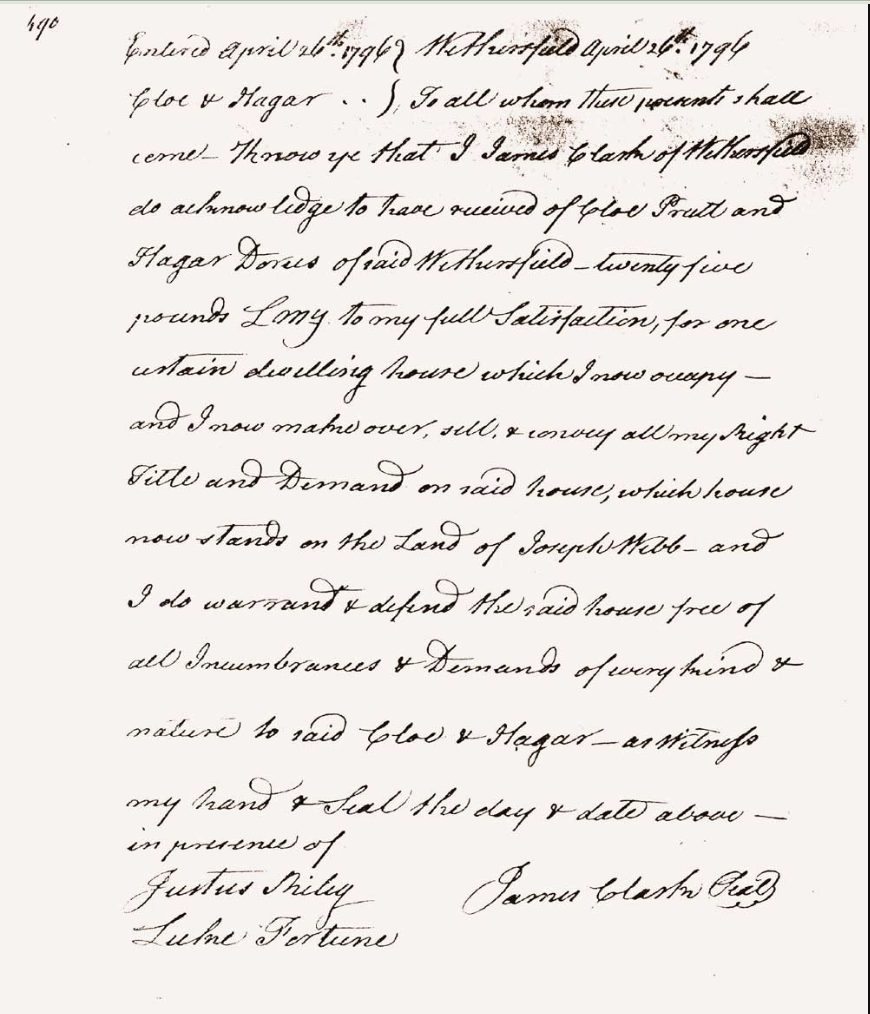 490
Entered April 26th. 1796 } Wethersfield April 26th. 1796
Cloe & Hagar . . } To all whom these presents shall
come – Know ye that I James Clark of Wethersfield
do acknowledge to have received of Cloe Pratt and
Hagar Dorus of said Wethersfield – twenty five
pounds L my to my full Satisfaction, for one
certain dwelling house which I now occupy –
and I now make over, sell, & convey all my Right
Title and Demand on said house, which house
now stands on the Land of Joseph Webb – and
I do warrand & defend the said house free of
all Incumbrances & Demands of every kind &
nature to said Cloe & Hagar – as Witness
my hand & Seal the day & date above –
in presence of
Justus Riley James Clark Seal
Luke Fortune